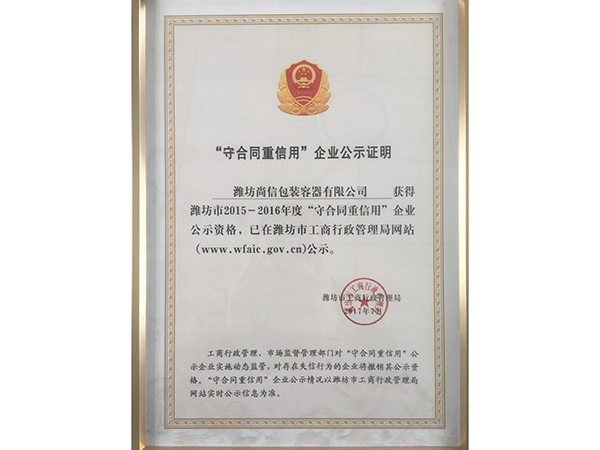 “守合同重信用”企业公示证明
潍坊尚信包装容器有限公司 获得
潍坊市2015－2016年度“守合同重信用”企业
公示资格，已在潍坊市工商行政管理局网站
(www.wfaic.gov.cn)公示。
潍坊市工商行政管理局
2017年7月
工商行政管理、市场监督管理部门对“守合同重信用”公
示企业实施动态监管，对存在失信行为的企业将撤销其公示资
格。“守合同重信用”企业公示情况以潍坊市工商行政管理局
网站实时公示信息为准。